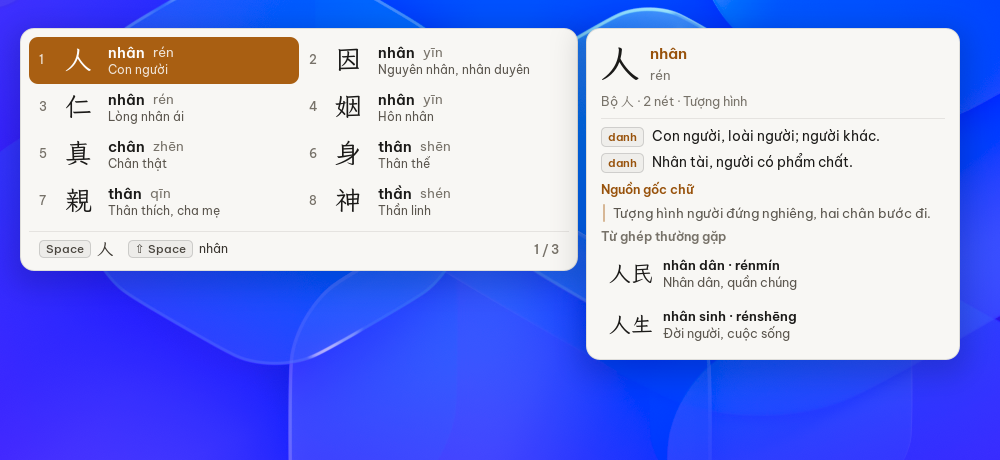 1 人 nhân rén
Con người
2 因 nhân yīn
Nguyên nhân, nhân duyên
3 仁 nhân rén
Lòng nhân ái
4 姻 nhân yīn
Hôn nhân
5 真 chân zhēn
Chân thật
6 身 thân shēn
Thân thế
7 親 thân qīn
Thân thích, cha mẹ
8 神 thần shén
Thần linh
Space 人 ⇧ Space nhân 1 / 3
人 nhân
rén
Bộ 人 · 2 nét · Tượng hình
danh Con người, loài người; người khác.
danh Nhân tài, người có phẩm chất.
Nguồn gốc chữ
Tượng hình người đứng nghiêng, hai chân bước đi.
Từ ghép thường gặp
人民 nhân dân · rénmín
Nhân dân, quần chúng
人生 nhân sinh · rénshēng
Đời người, cuộc sống